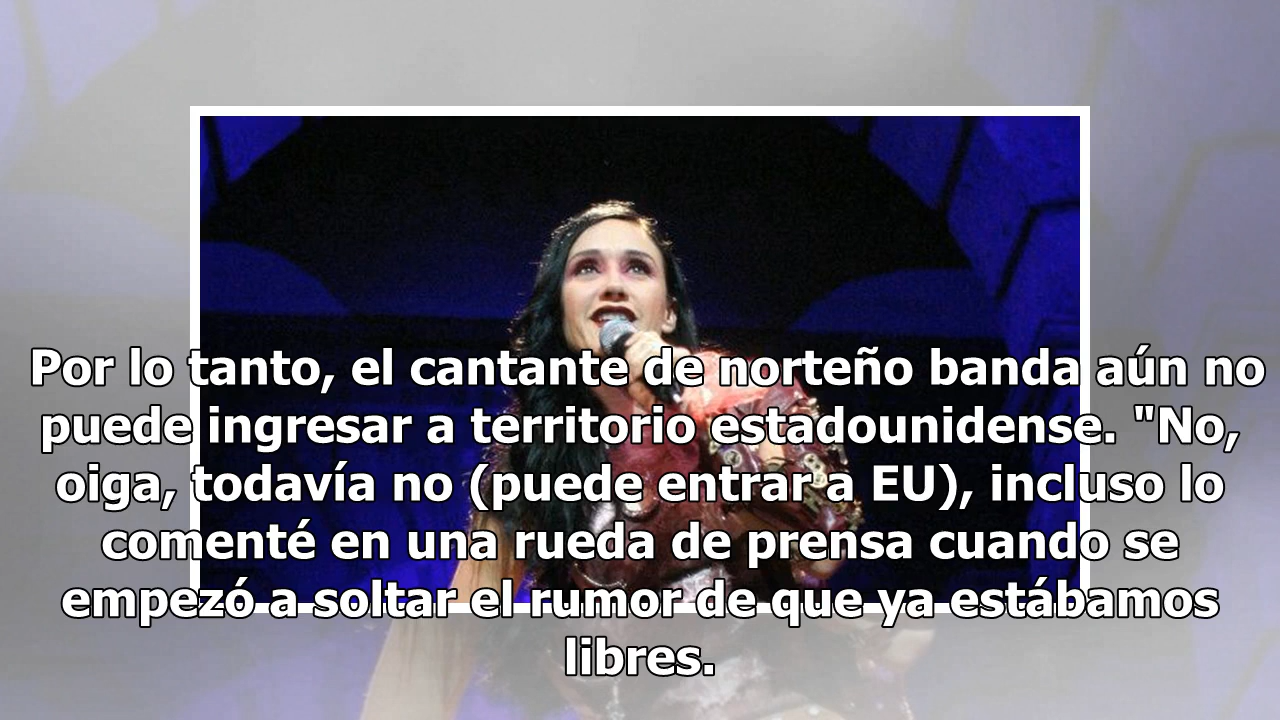 Por lo tanto, el cantante de norteño banda aún no
puede ingresar a territorio estadounidense. "No,
oiga, todavía no (puede entrar a EU), incluso lo
comenté en una rueda de prensa cuando se
empezó a soltar el rumor de que ya estábamos
libres.